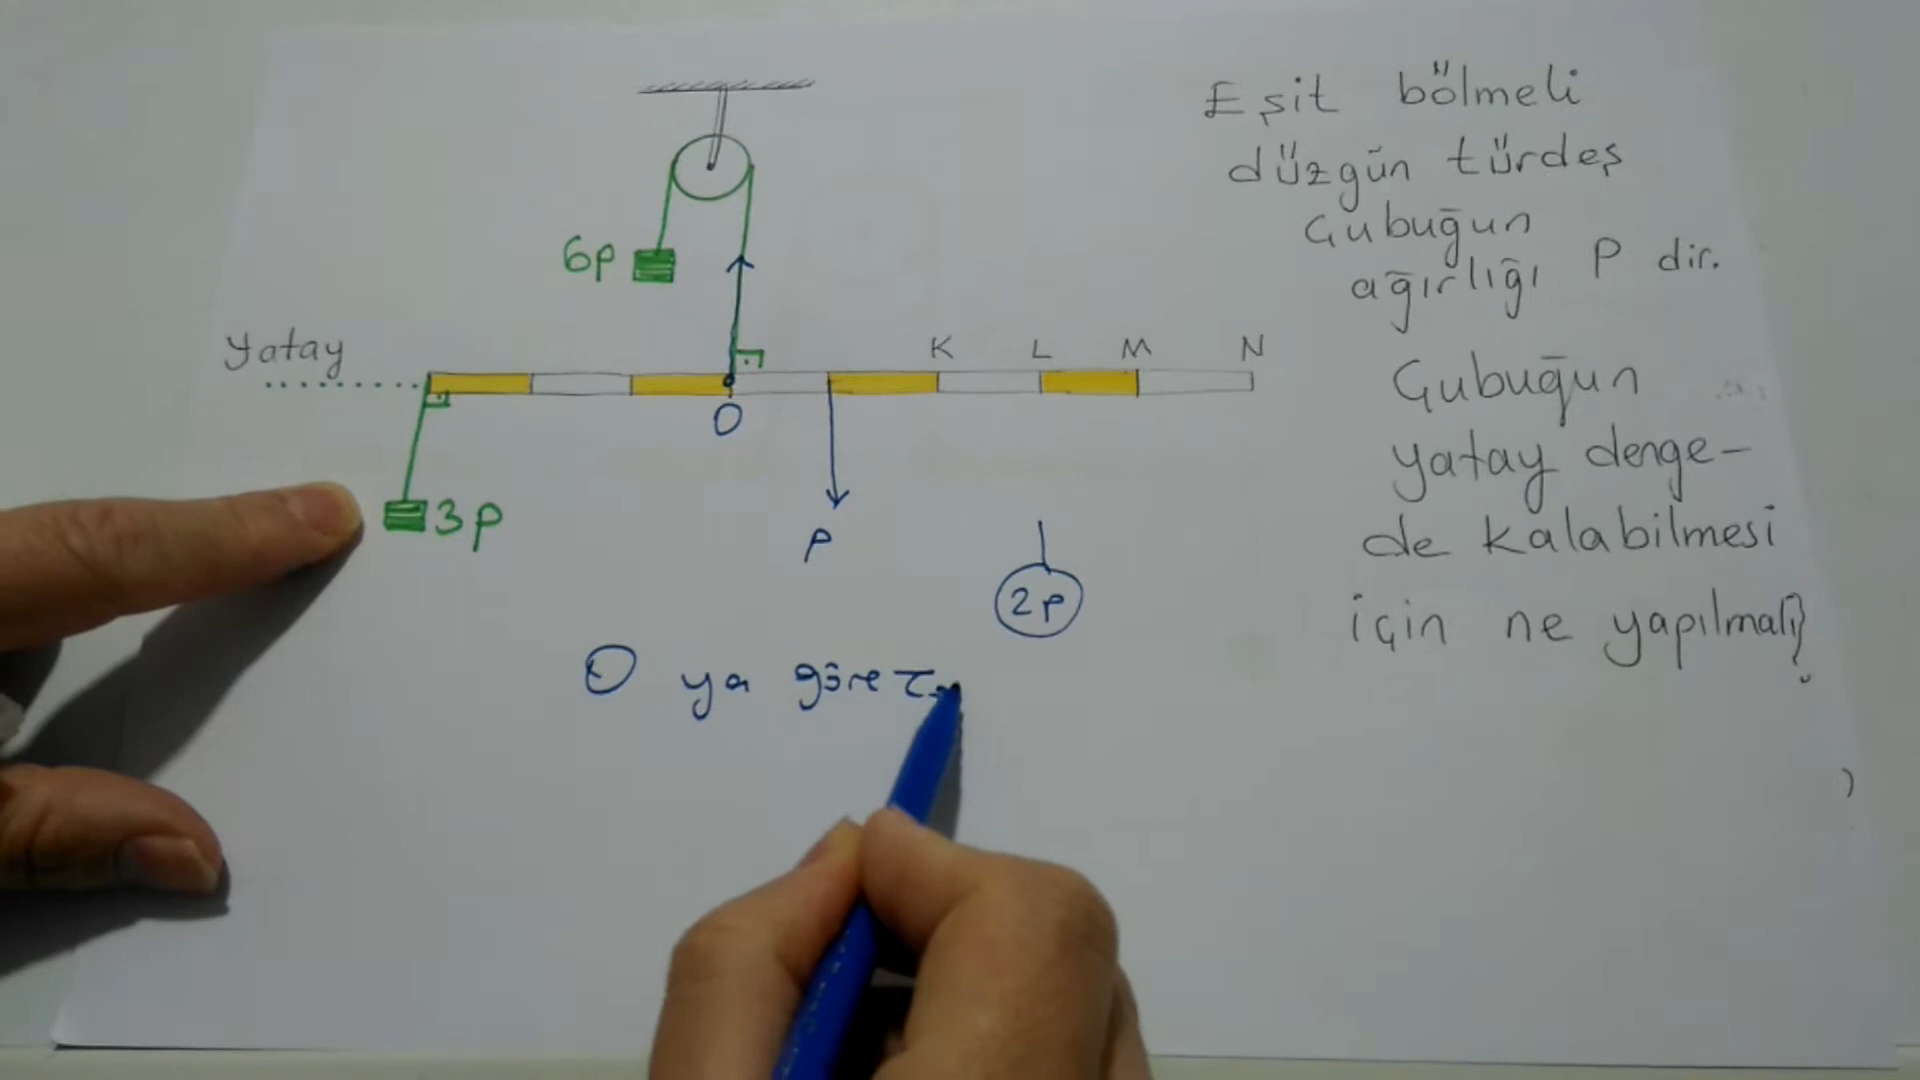 Eşit bölmeli
düzgün türdeş
Çubuğun
ağırlığı P dir.
6P
Yatay
K L M N
O
Çubuğun
yatay denge-
3P
P
de kalabilmesi
2P
için ne yapılmalı?
O ya göre